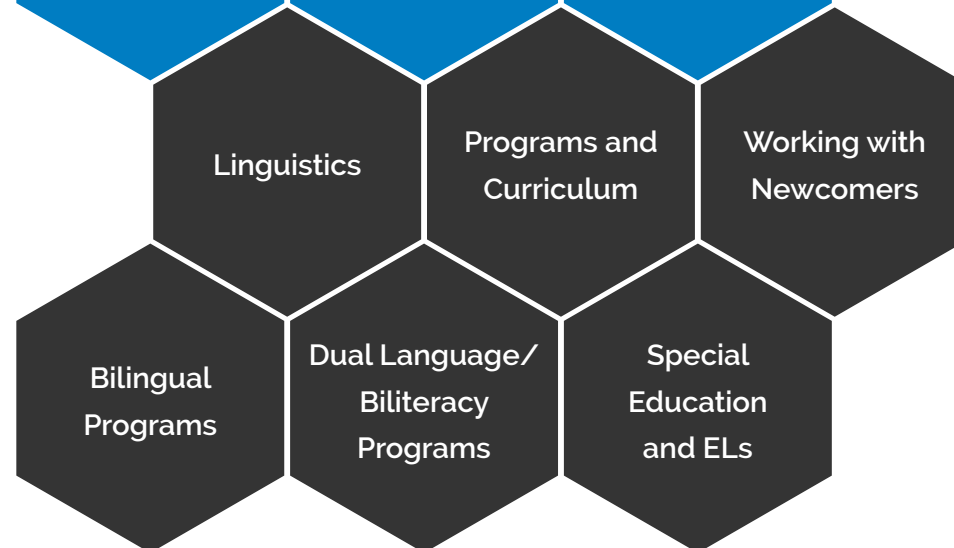 Linguistics
Programs and
Curriculum
Working with
Newcomers
Bilingual
Programs
Dual Language/
Biliteracy
Programs
Special
Education
and ELs